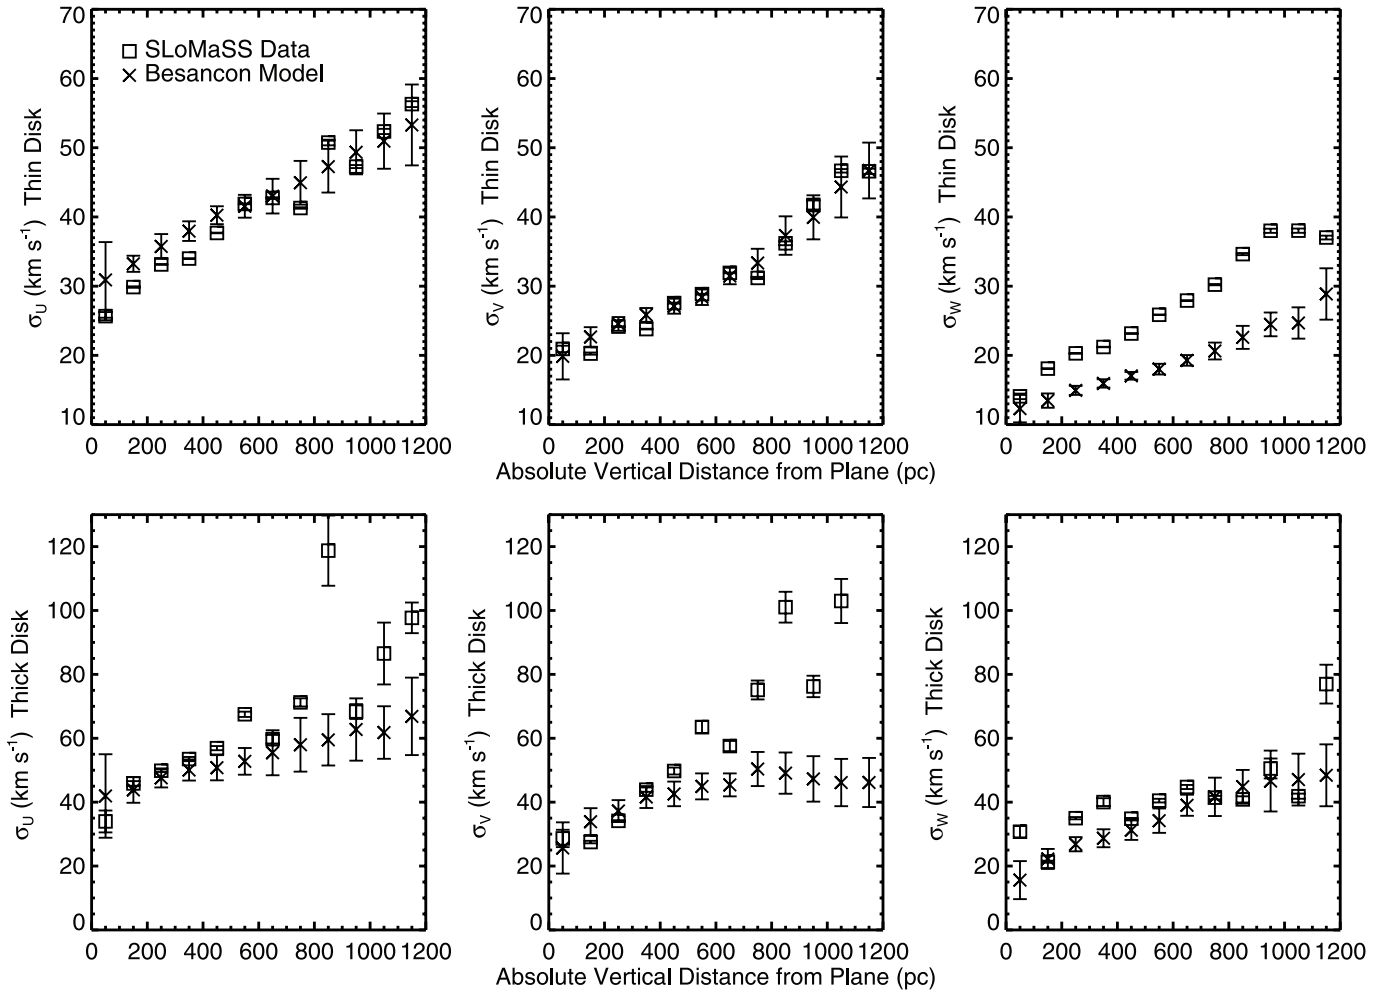 σU (km s-1) Thin Disk
70
60
50
40
30
20
10
□ SLoMaSS Data
× Besancon Model
0 200 400 600 800 1000 1200
σV (km s-1) Thin Disk
70
60
50
40
30
20
10
0 200 400 600 800 1000 1200
σW (km s-1) Thin Disk
70
60
50
40
30
20
10
0 200 400 600 800 1000 1200
Absolute Vertical Distance from Plane (pc)
σU (km s-1) Thick Disk
120
100
80
60
40
20
0
0 200 400 600 800 1000 1200
σV (km s-1) Thick Disk
120
100
80
60
40
20
0
0 200 400 600 800 1000 1200
σW (km s-1) Thick Disk
120
100
80
60
40
20
0
0 200 400 600 800 1000 1200
Absolute Vertical Distance from Plane (pc)